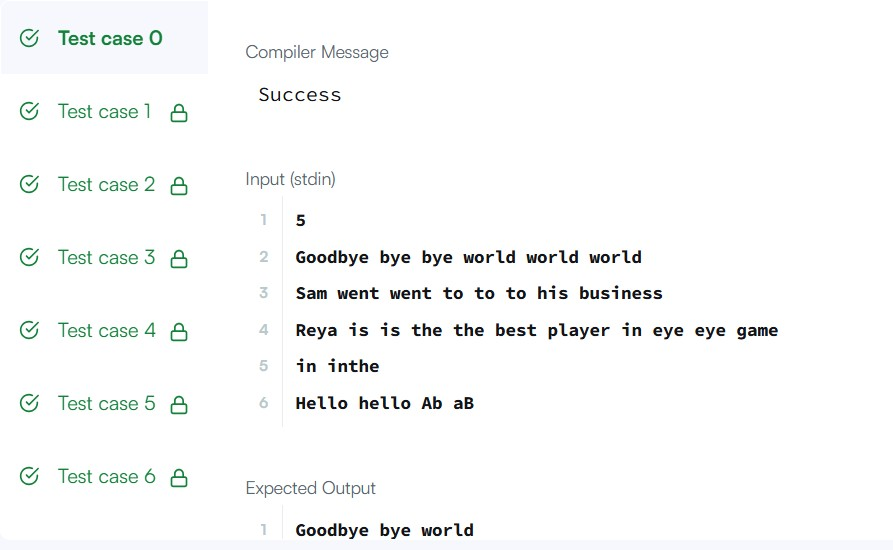 Test case 0
Test case 1
Test case 2
Test case 3
Test case 4
Test case 5
Test case 6
Compiler Message
Success
Input (stdin)
1 5
2 Goodbye bye bye world world world
3 Sam went went to to to his business
4 Reya is is the the best player in eye eye game
5 in inthe
6 Hello hello Ab aB
Expected Output
1 Goodbye bye world